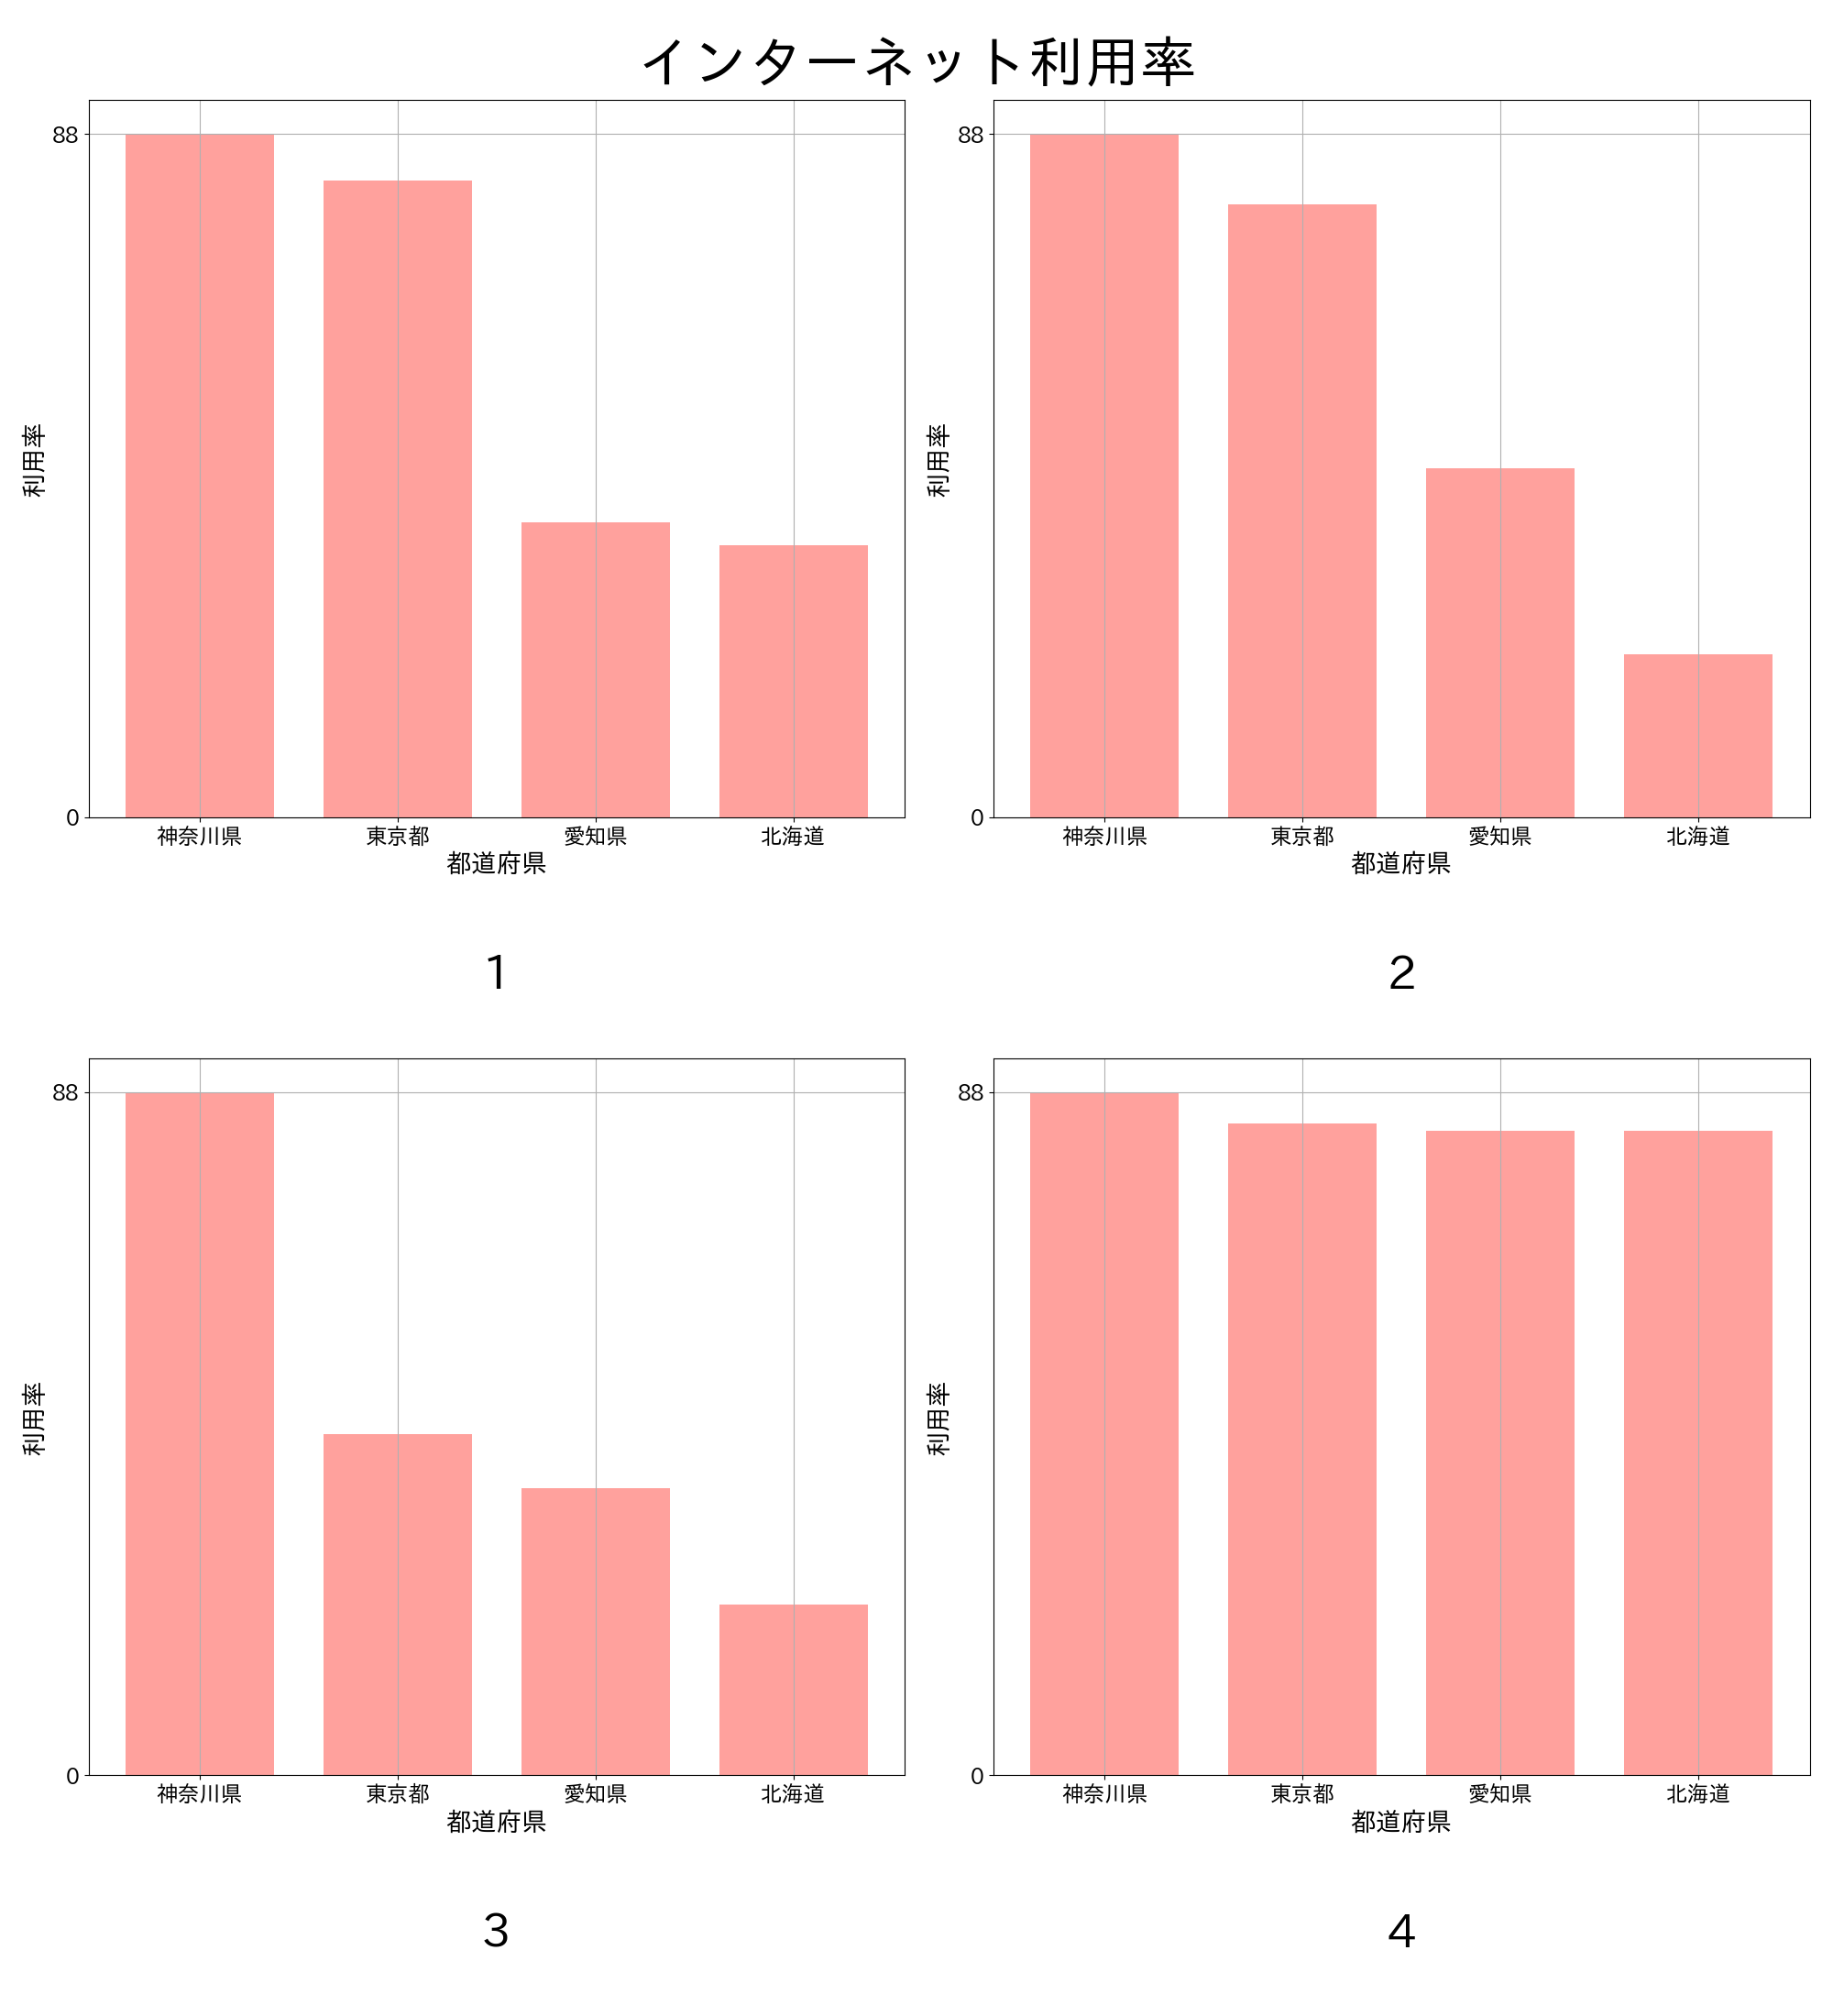 インターネット利用率
88
0
利用率
神奈川県 東京都 愛知県 北海道
都道府県
1
88
0
利用率
神奈川県 東京都 愛知県 北海道
都道府県
2
88
0
利用率
神奈川県 東京都 愛知県 北海道
都道府県
3
88
0
利用率
神奈川県 東京都 愛知県 北海道
都道府県
4